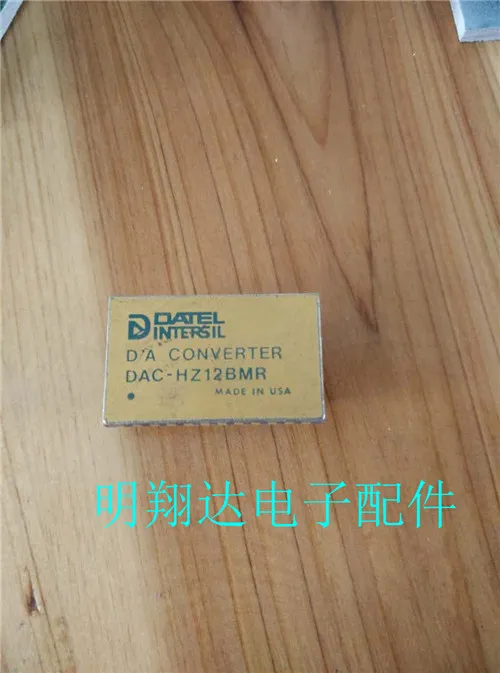 DATEL
INTERSIL
D/A CONVERTER
DAC-HZ12BMR
MADE IN USA
明翔达电子配件